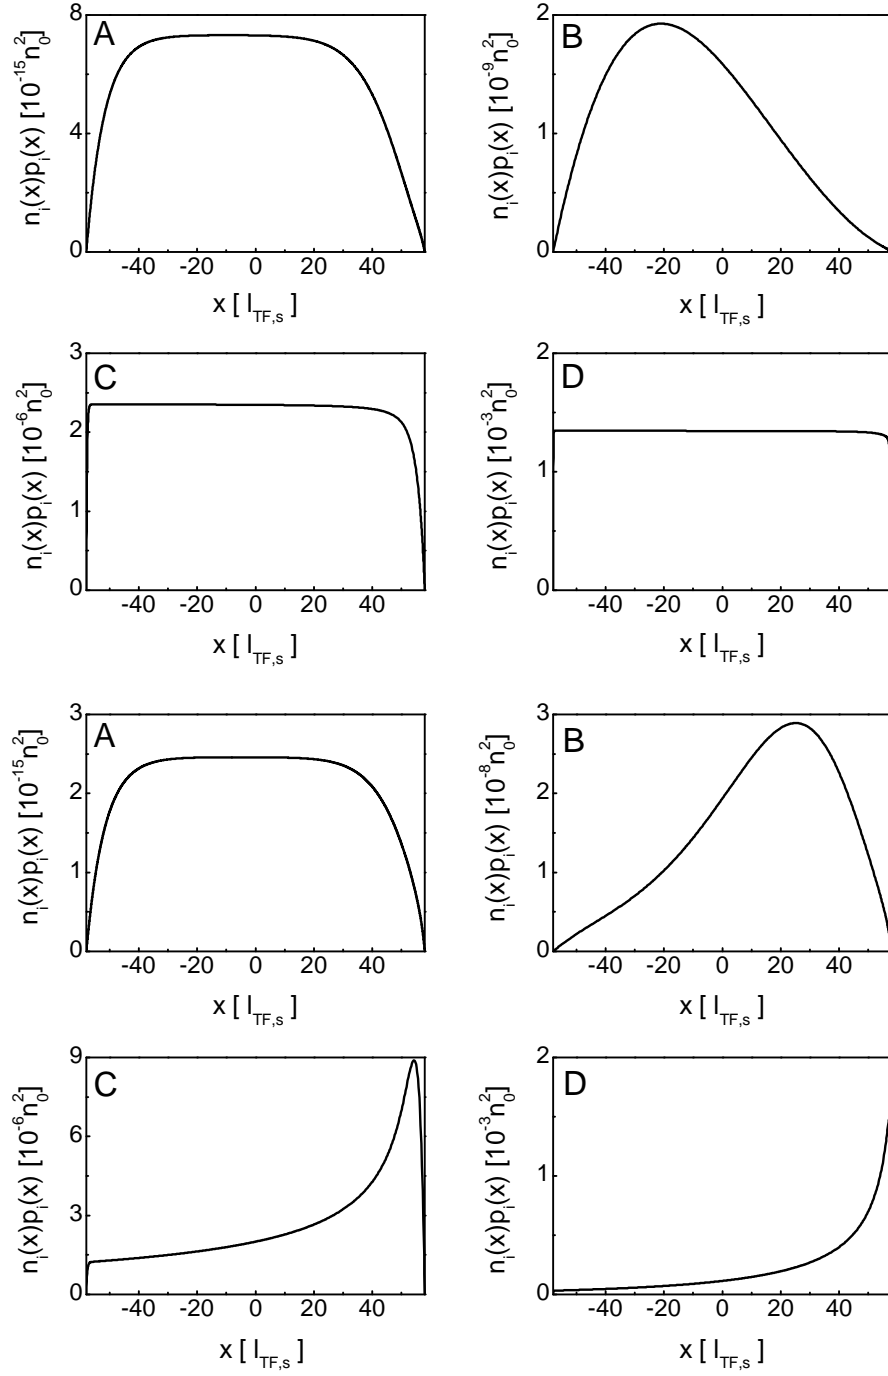 A
n_i(x)p_i(x) [10^-15 n_0^2]
8
4
0
-40 -20 0 20 40
x [ l_TF,s ]
B
n_i(x)p_i(x) [10^-9 n_0^2]
2
1
0
-40 -20 0 20 40
x [ l_TF,s ]
C
n_i(x)p_i(x) [10^-6 n_0^2]
3
2
1
0
-40 -20 0 20 40
x [ l_TF,s ]
D
n_i(x)p_i(x) [10^-3 n_0^2]
2
1
0
-40 -20 0 20 40
x [ l_TF,s ]
A
n_i(x)p_i(x) [10^-15 n_0^2]
3
2
1
0
-40 -20 0 20 40
x [ l_TF,s ]
B
n_i(x)p_i(x) [10^-8 n_0^2]
3
2
1
0
-40 -20 0 20 40
x [ l_TF,s ]
C
n_i(x)p_i(x) [10^-6 n_0^2]
9
6
3
0
-40 -20 0 20 40
x [ l_TF,s ]
D
n_i(x)p_i(x) [10^-3 n_0^2]
2
1
0
-40 -20 0 20 40
x [ l_TF,s ]